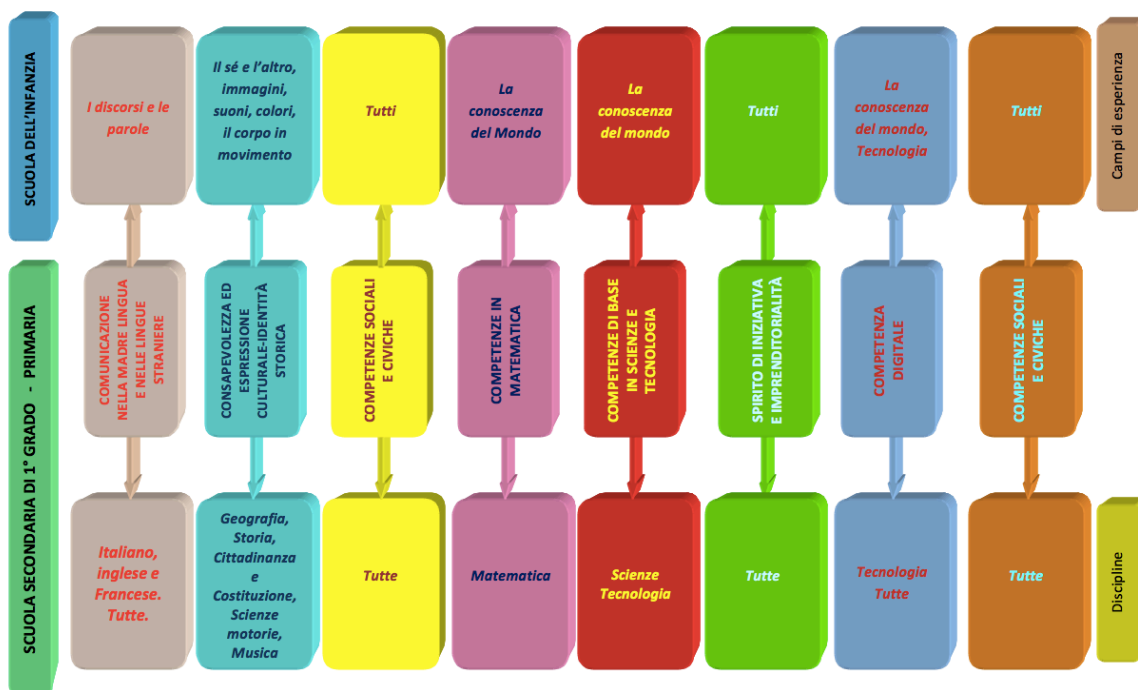 SCUOLA DELL'INFANZIA
I discorsi e le
parole
Il sé e l'altro,
immagini,
suoni, colori,
il corpo in
movimento
Tutti
La
conoscenza
del Mondo
La
conoscenza
del mondo
Tutti
La
conoscenza
del mondo,
Tecnologia
Tutti
Campi di esperienza
SCUOLA SECONDARIA DI 1° GRADO - PRIMARIA
COMUNICAZIONE
NELLA MADRE LINGUA
E NELLE LINGUE
STRANIERE
CONSAPEVOLEZZA ED
ESPRESSIONE
CULTURALE-IDENTITÀ
STORICA
COMPETENZE SOCIALI
E CIVICHE
COMPETENZE IN
MATEMATICA
COMPETENZE DI BASE
IN SCIENZE E
TECNOLOGIA
SPIRITO DI INIZIATIVA
E IMPRENDITORIALITÀ
COMPETENZA
DIGITALE
COMPETENZE SOCIALI
E CIVICHE
Italiano,
inglese e
Francese.
Tutte.
Geografia,
Storia,
Cittadinanza
e
Costituzione,
Scienze
motorie,
Musica
Tutte
Matematica
Scienze
Tecnologia
Tutte
Tecnologia
Tutte
Tutte
Discipline